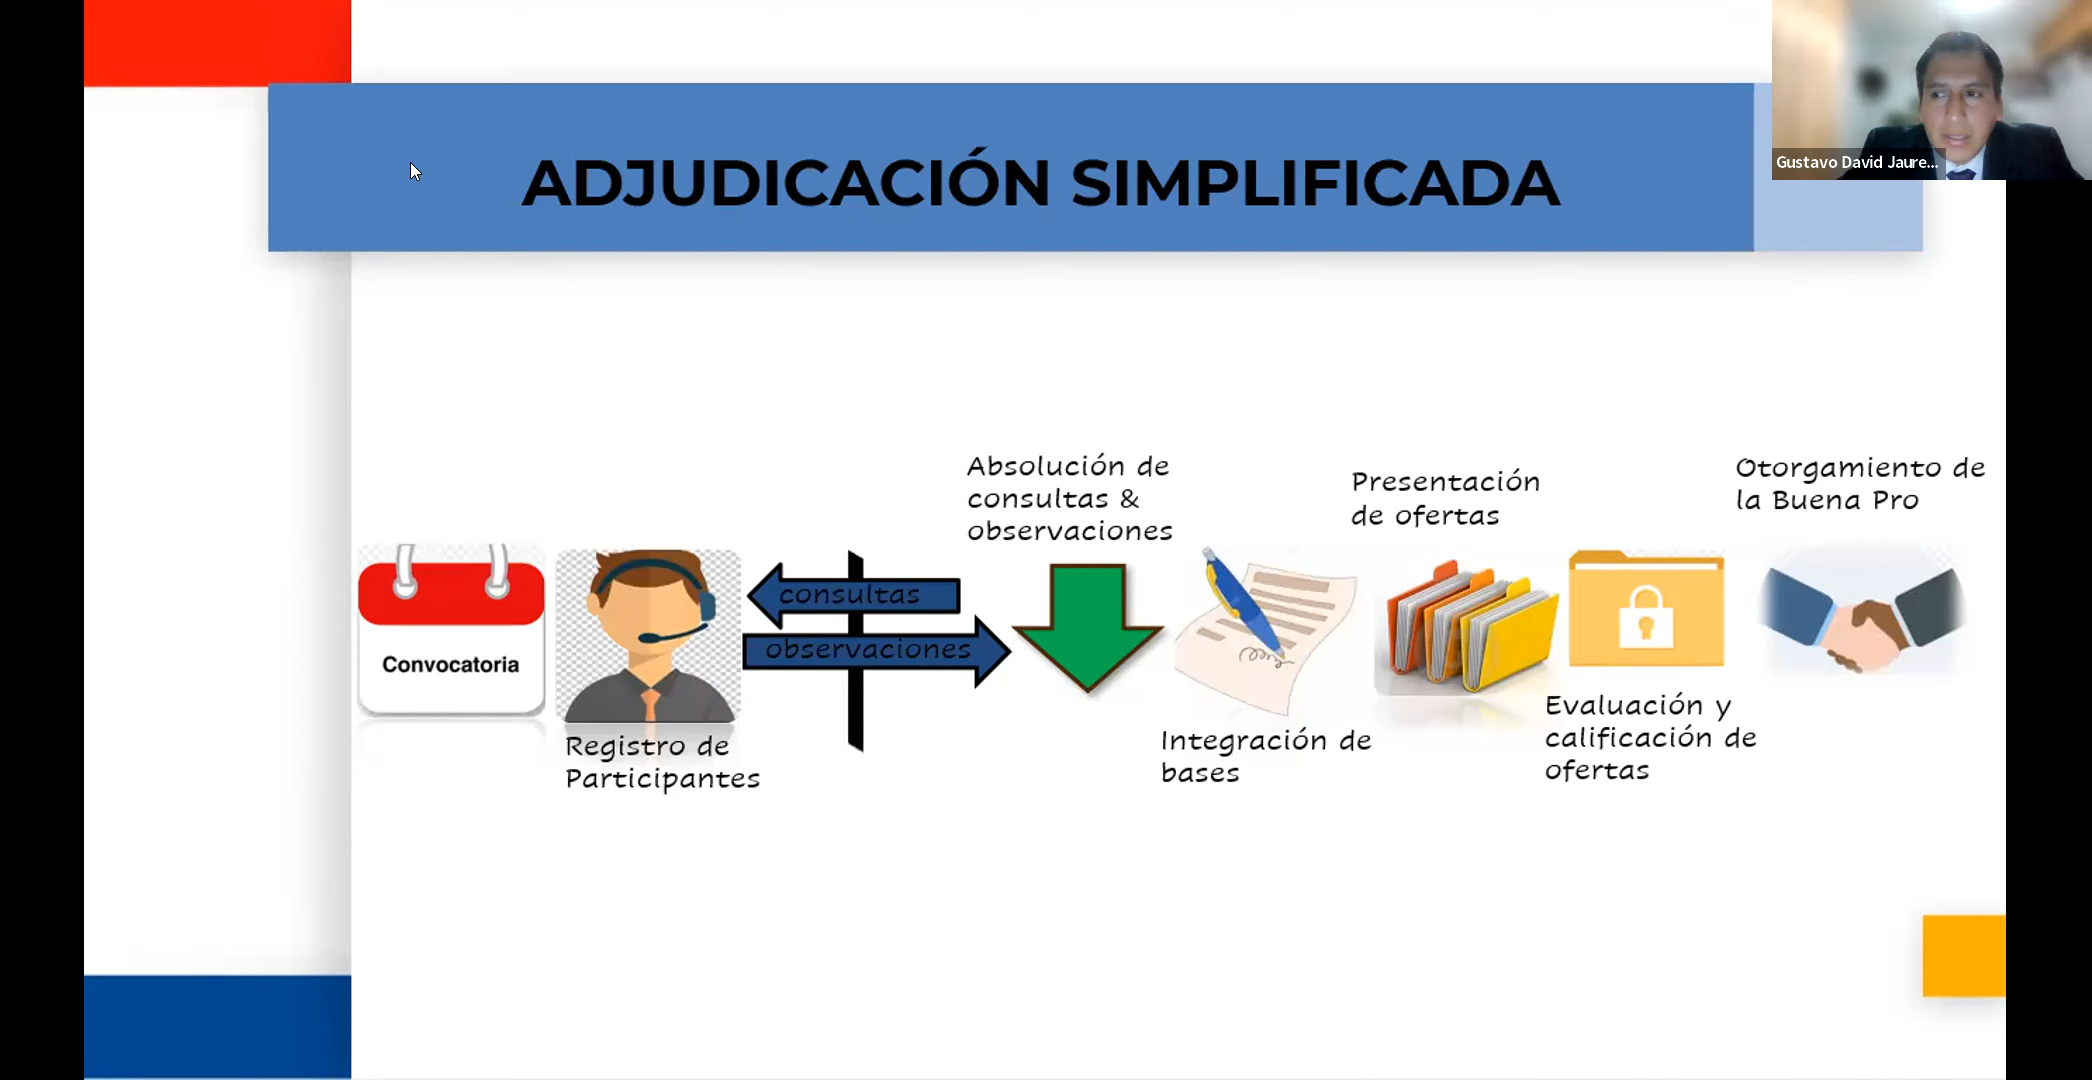 Gustavo David Jaure...
ADJUDICACIÓN SIMPLIFICADA
Convocatoria
Registro de
Participantes
consultas
observaciones
Absolución de
consultas &
observaciones
Integración de
bases
Presentación
de ofertas
Evaluación y
calificación de
ofertas
Otorgamiento de
la Buena Pro